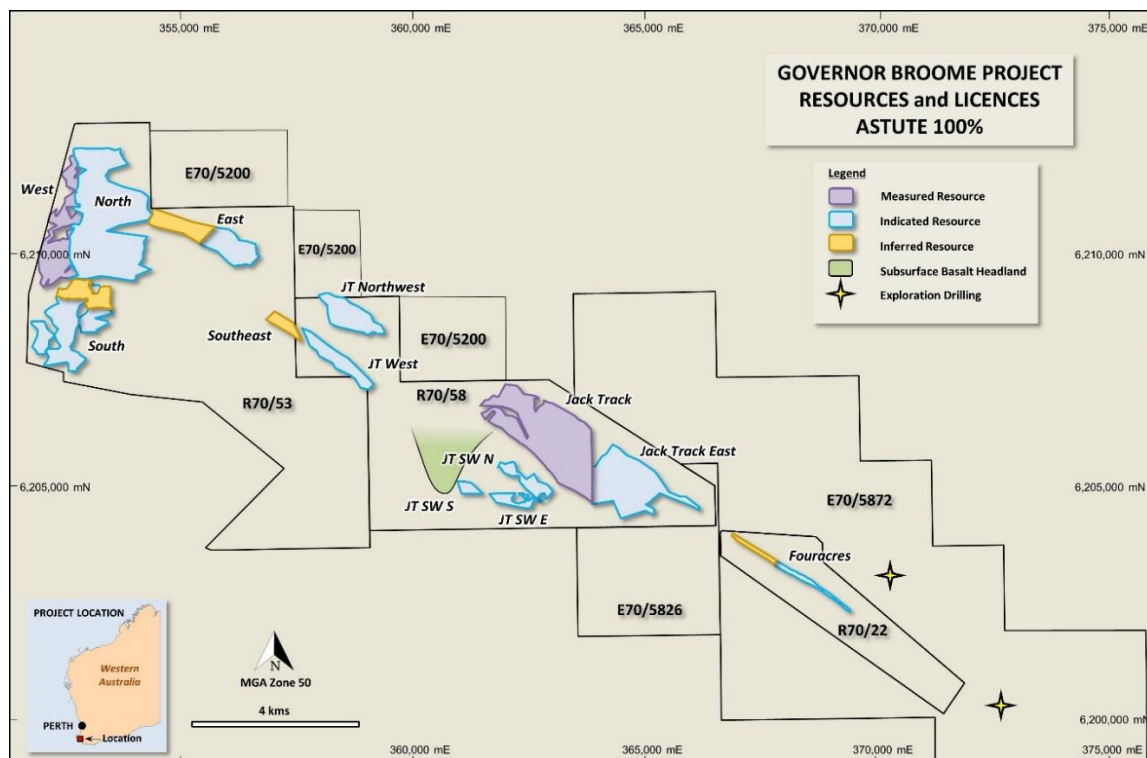 355,000 mE
360,000 mE
365,000 mE
370,000 mE
375,000 mE
GOVERNOR BROOME PROJECT
RESOURCES and LICENCES
ASTUTE 100%
E70/5200
West
North
East
Legend
Measured Resource
Indicated Resource
Inferred Resource
Subsurface Basalt Headland
Exploration Drilling
6,210,000 mN
E70/5200
6,210,000 mN
JT Northwest
Southeast
E70/5200
South
JT West
R70/53
R70/58
Jack Track
JT SW N
Jack Track East
6,205,000 mN
JT SW S
JT SW E
6,205,000 mN
E70/5872
Fouracres
E70/5826
R70/22
PROJECT LOCATION
Western
Australia
PERTH
Location
N
MGA Zone 50
4 kms
6,200,000 mN
360,000 mE
365,000 mE
370,000 mE
375,000 mE